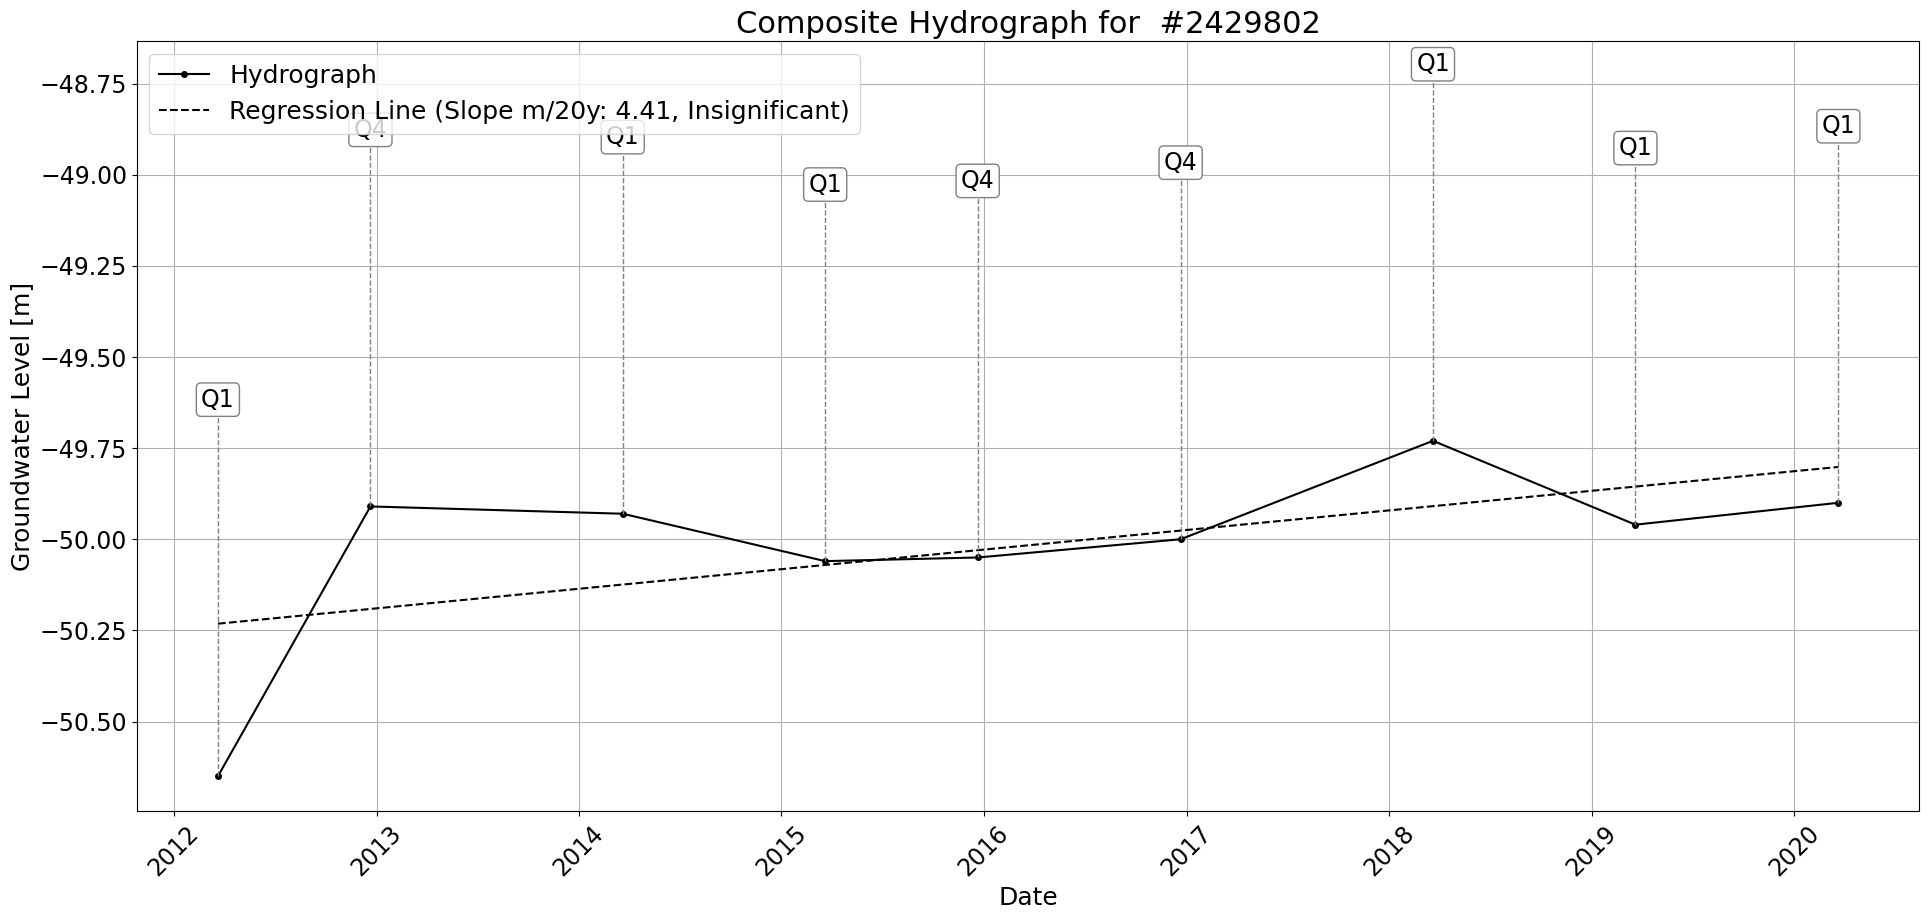 Composite Hydrograph for  #2429802
Hydrograph
Regression Line (Slope m/20y: 4.41, Insignificant)
Q1
Q4
Q1
Q1
Q4
Q4
Q1
Q1
Q1
Groundwater Level [m]
−48.75
−49.00
−49.25
−49.50
−49.75
−50.00
−50.25
−50.50
2012
2013
2014
2015
2016
2017
2018
2019
2020
Date